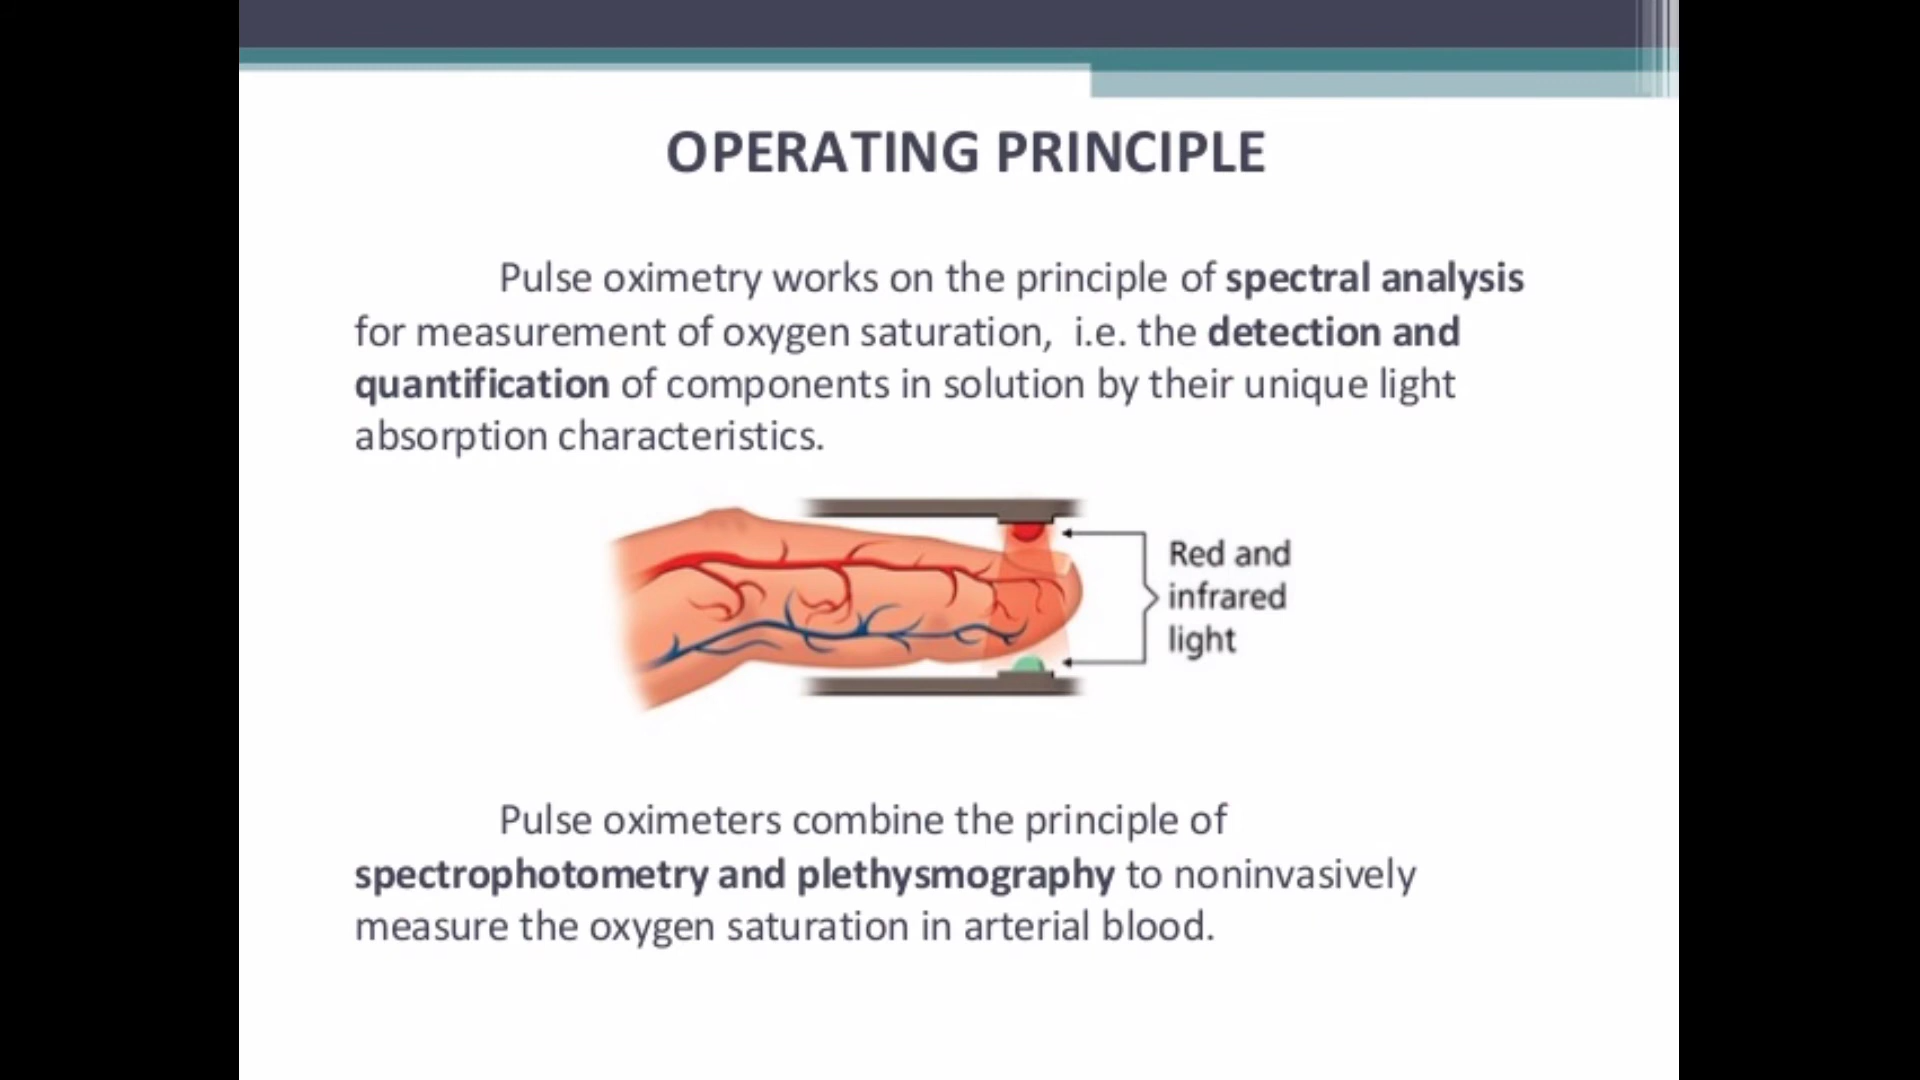 OPERATING PRINCIPLE
Pulse oximetry works on the principle of spectral analysis
for measurement of oxygen saturation, i.e. the detection and
quantification of components in solution by their unique light
absorption characteristics.
Red and
infrared
light
Pulse oximeters combine the principle of
spectrophotometry and plethysmography to noninvasively
measure the oxygen saturation in arterial blood.